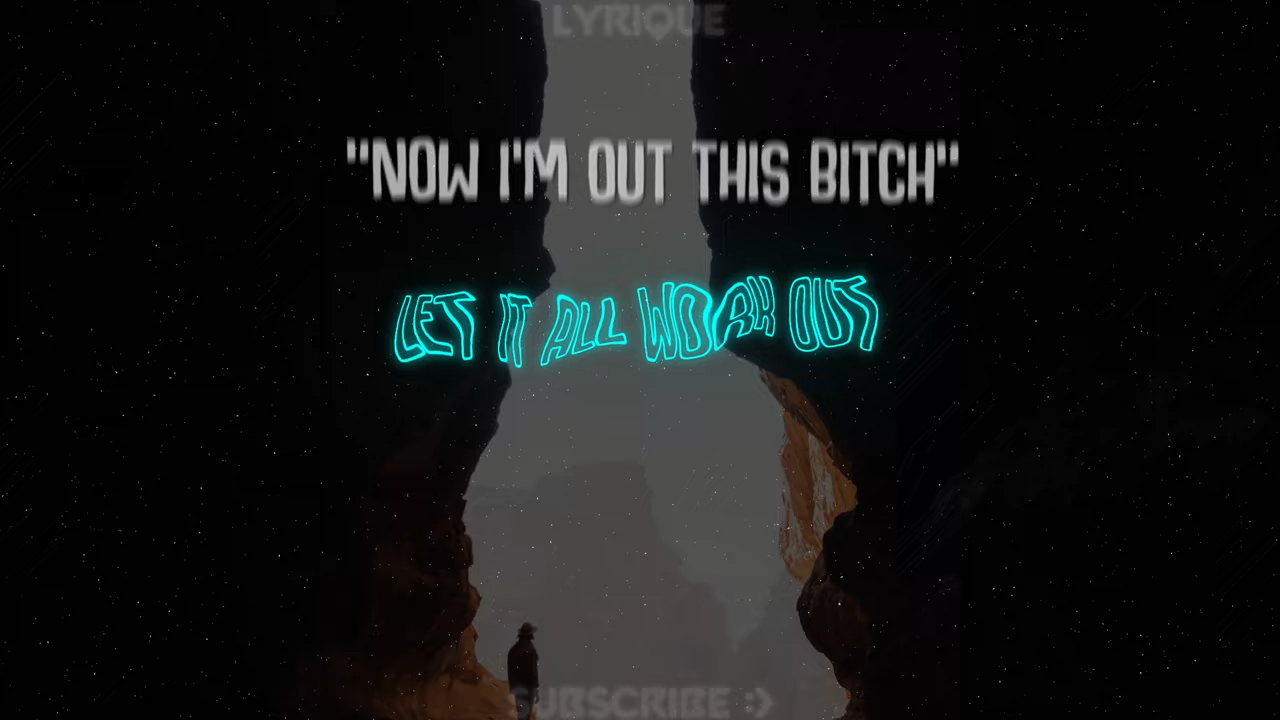 LYRIQUE
"NOW I'M OUT THIS BITCH"
LET IT ALL WORK OUT
SUBSCRIBE :>